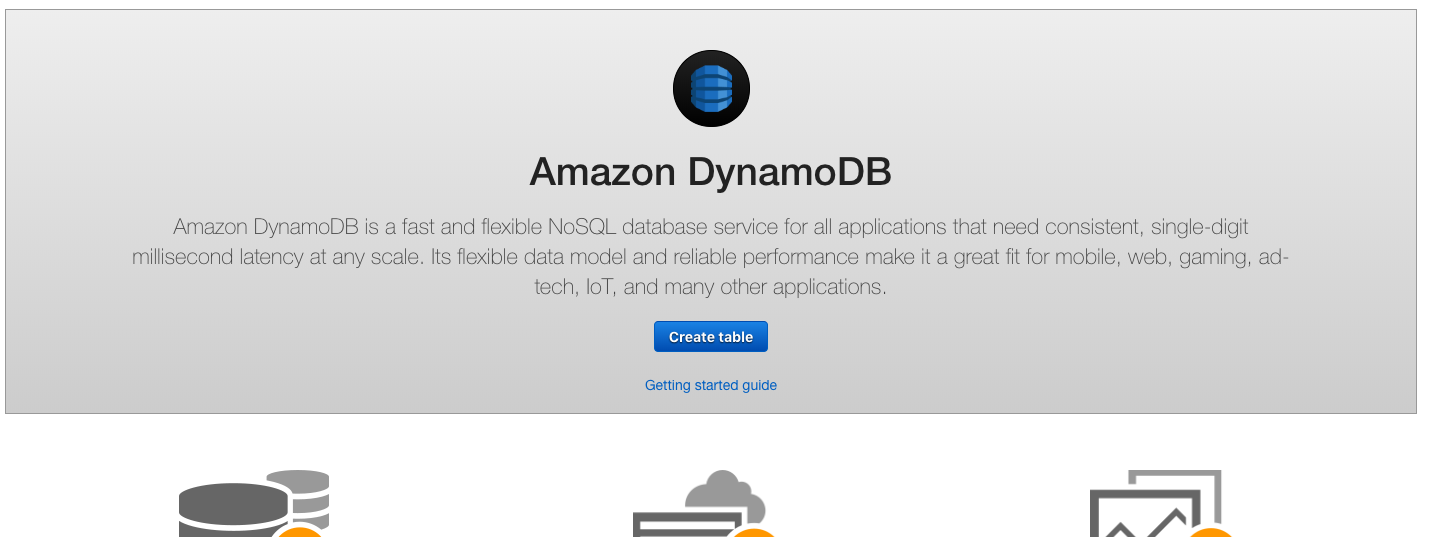 Amazon DynamoDB
Amazon DynamoDB is a fast and flexible NoSQL database service for all applications that need consistent, single-digit
millisecond latency at any scale. Its flexible data model and reliable performance make it a great fit for mobile, web, gaming, ad-
tech, IoT, and many other applications.
Create table
Getting started guide